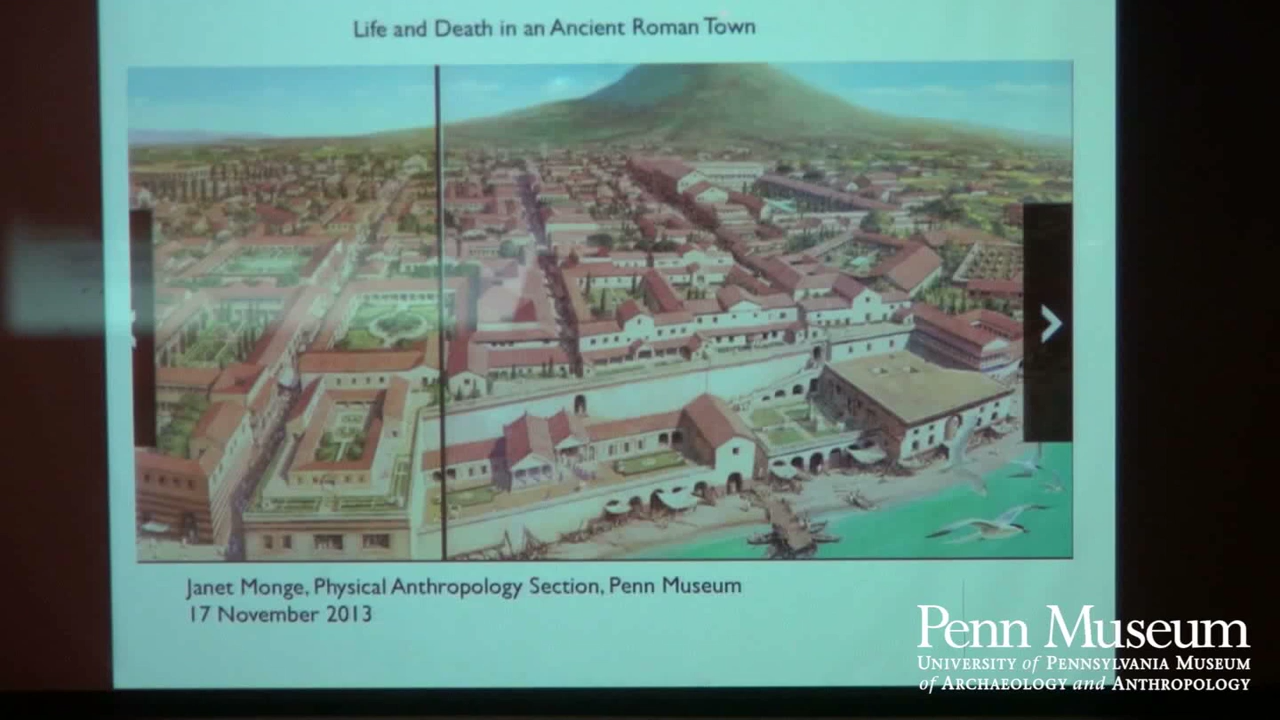 Life and Death in an Ancient Roman Town
Janet Monge, Physical Anthropology Section, Penn Museum
17 November 2013
Penn Museum
UNIVERSITY of PENNSYLVANIA MUSEUM
of ARCHAEOLOGY and ANTHROPOLOGY